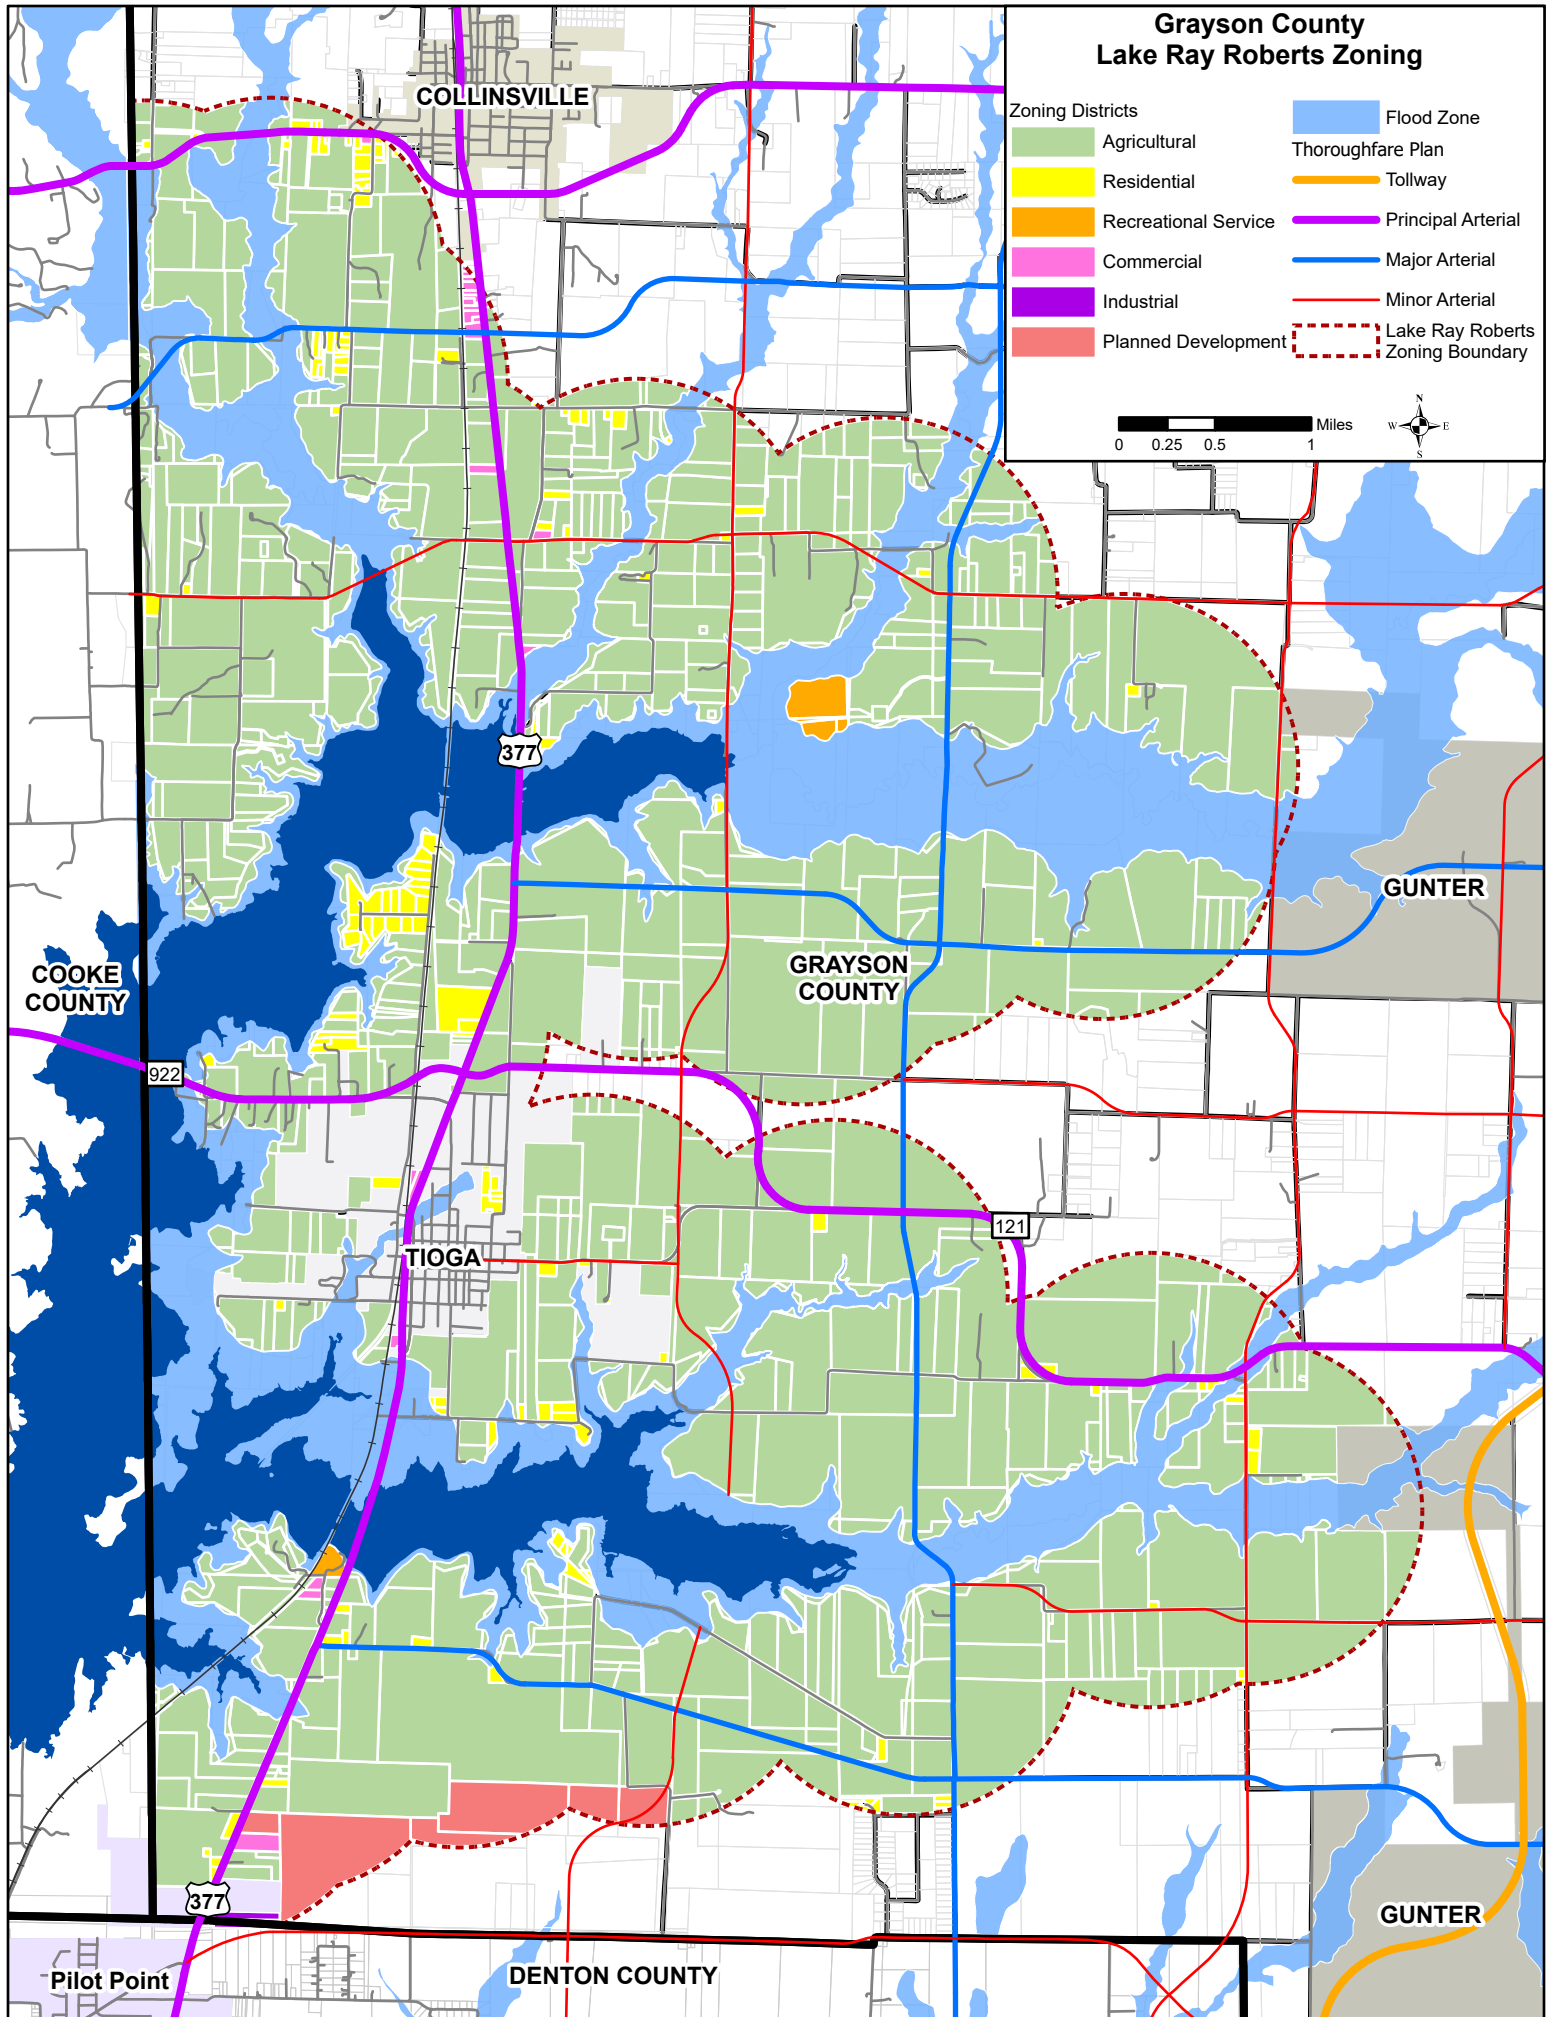 Grayson County
Lake Ray Roberts Zoning
Zoning Districts
Agricultural
Residential
Recreational Service
Commercial
Industrial
Planned Development
Flood Zone
Thoroughfare Plan
Tollway
Principal Arterial
Major Arterial
Minor Arterial
Lake Ray Roberts
Zoning Boundary
Miles
0 0.25 0.5 1
N
W E
S
COLLINSVILLE
377
GUNTER
GRAYSON
COUNTY
COOKE
COUNTY
922
121
TIOGA
377
GUNTER
Pilot Point
DENTON COUNTY